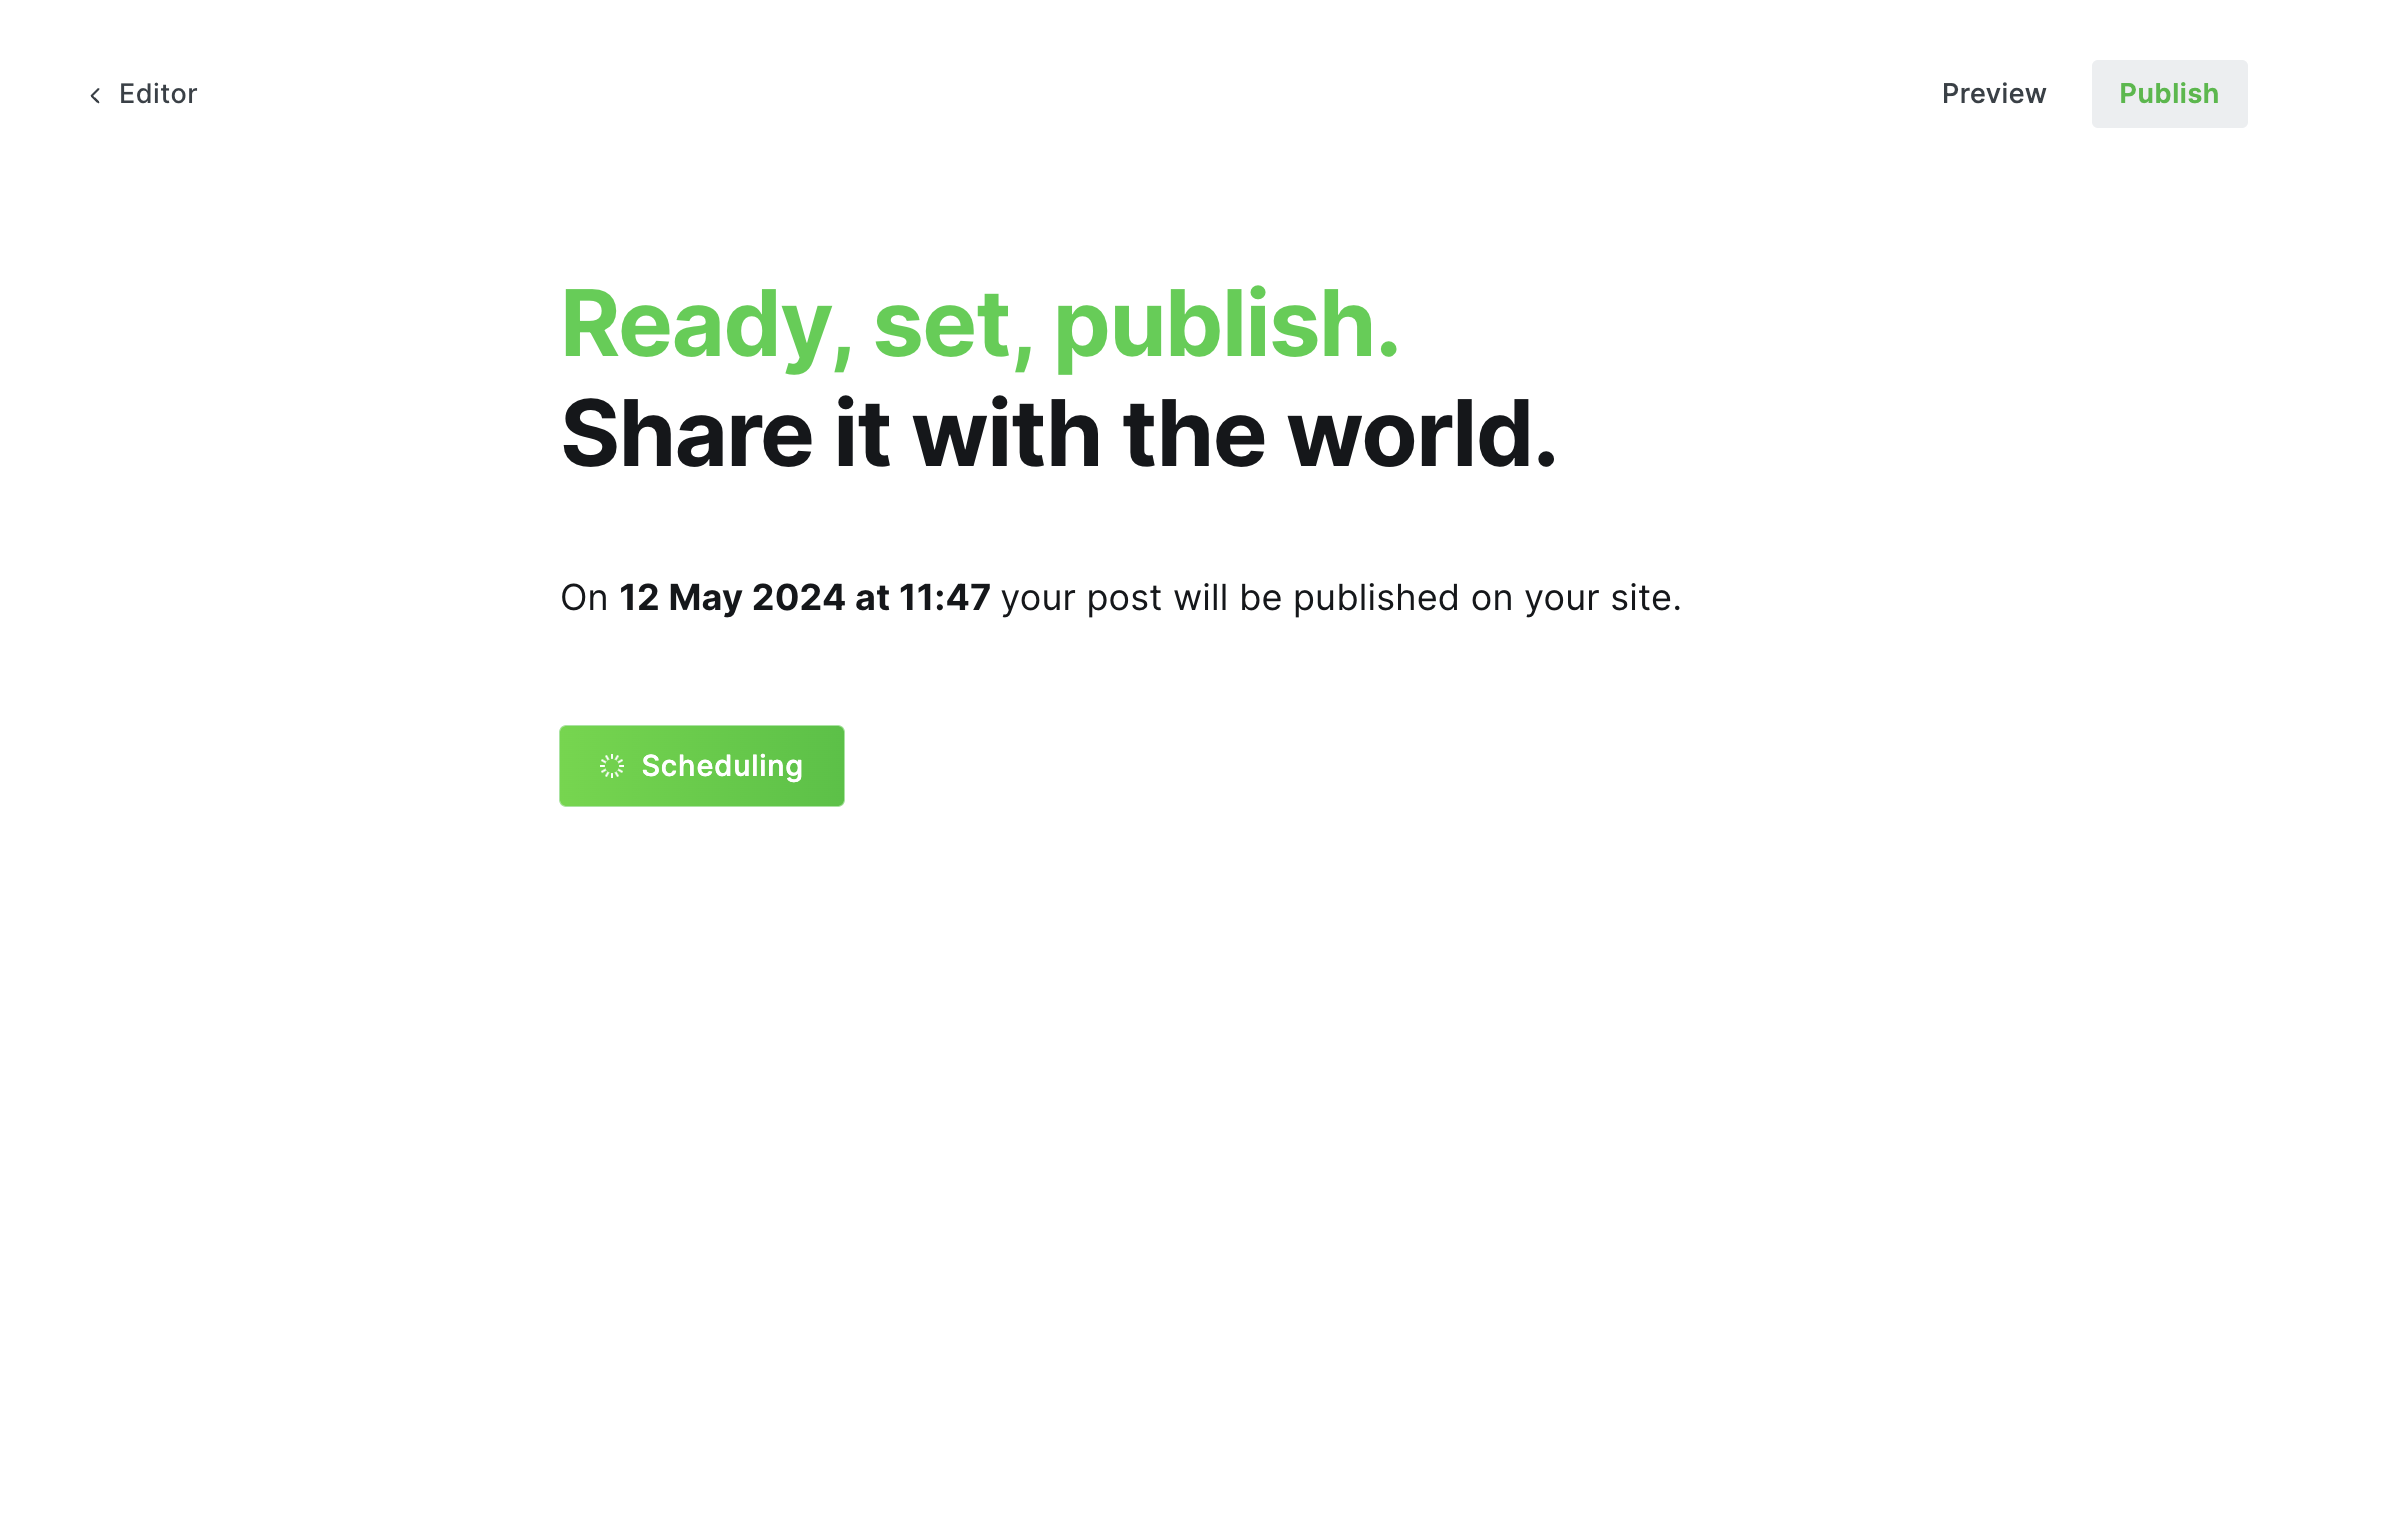 Editor
Preview
Publish
Ready, set, publish.
Share it with the world.
On 12 May 2024 at 11:47 your post will be published on your site.
Scheduling